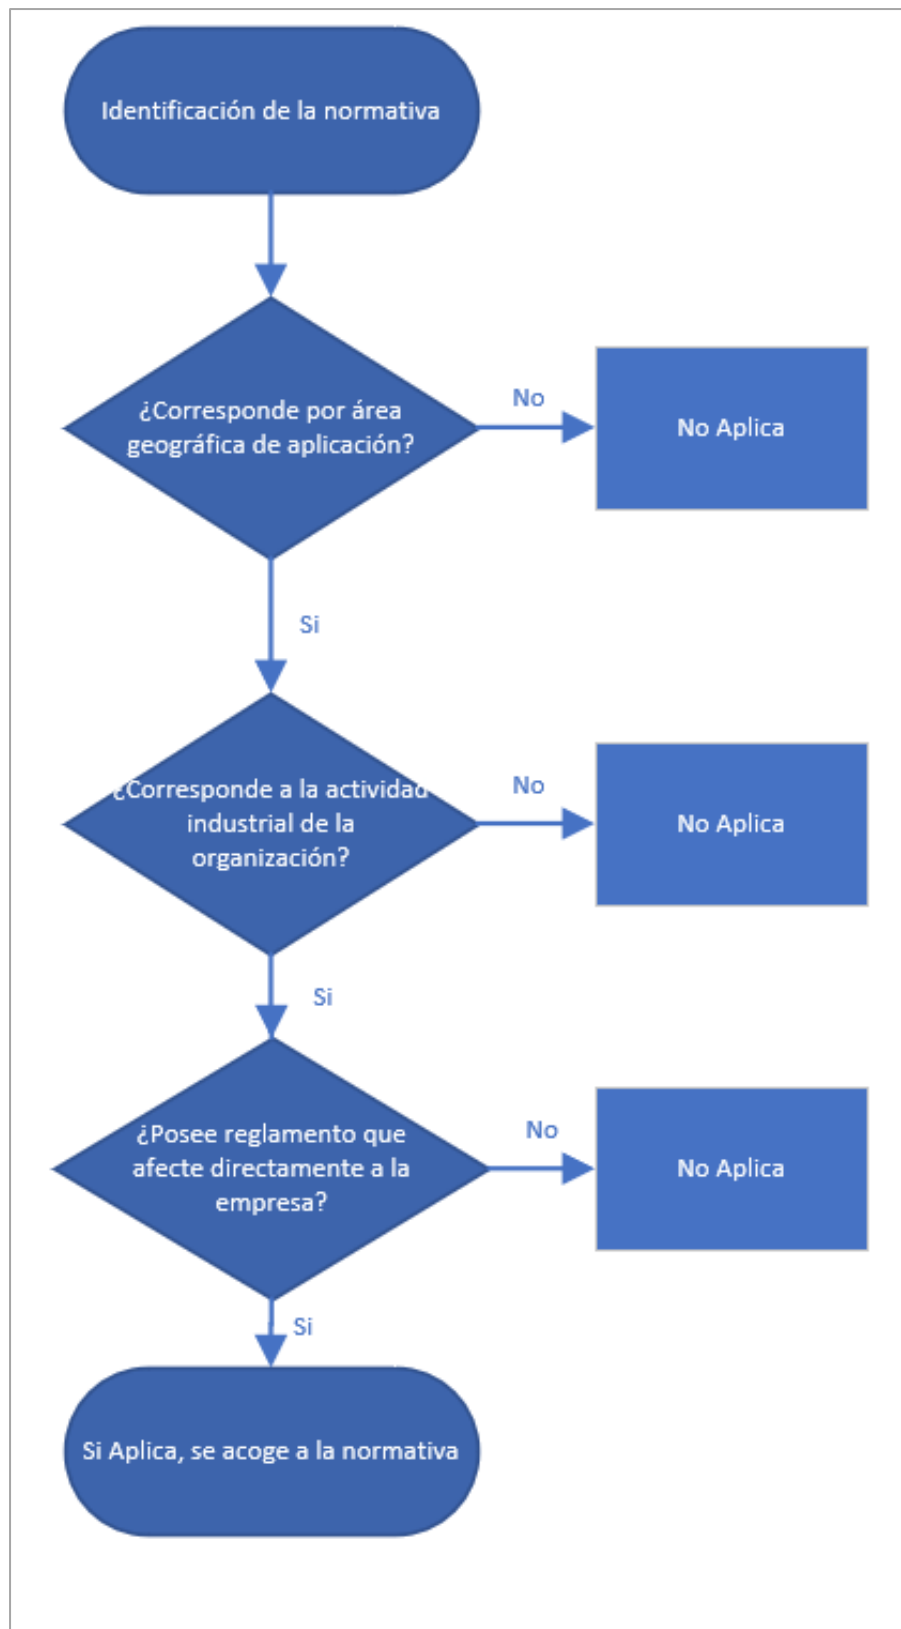 Identificación de la normativa
¿Corresponde por área
geográfica de aplicación?
No
No Aplica
Si
¿Corresponde a la actividad
industrial de la
organización?
No
No Aplica
Si
¿Posee reglamento que
afecte directamente a la
empresa?
No
No Aplica
Si
Si Aplica, se acoge a la normativa